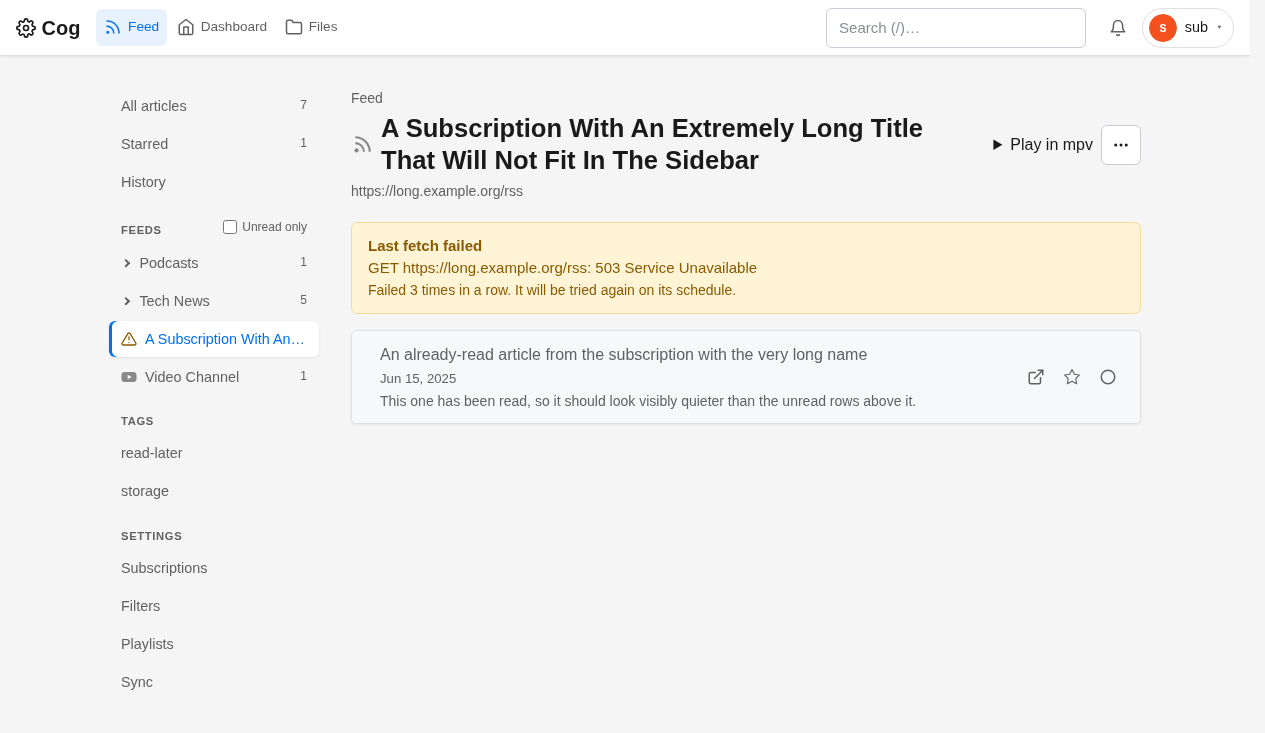 Cog
Feed
Dashboard
Files
Search (/)…
S
sub
All articles 7
Starred 1
History
FEEDS
Unread only
Podcasts 1
Tech News 5
A Subscription With An…
Video Channel 1
TAGS
read-later
storage
SETTINGS
Subscriptions
Filters
Playlists
Sync
Feed
A Subscription With An Extremely Long Title
That Will Not Fit In The Sidebar
Play in mpv
https://long.example.org/rss
Last fetch failed
GET https://long.example.org/rss: 503 Service Unavailable
Failed 3 times in a row. It will be tried again on its schedule.
An already-read article from the subscription with the very long name
Jun 15, 2025
This one has been read, so it should look visibly quieter than the unread rows above it.